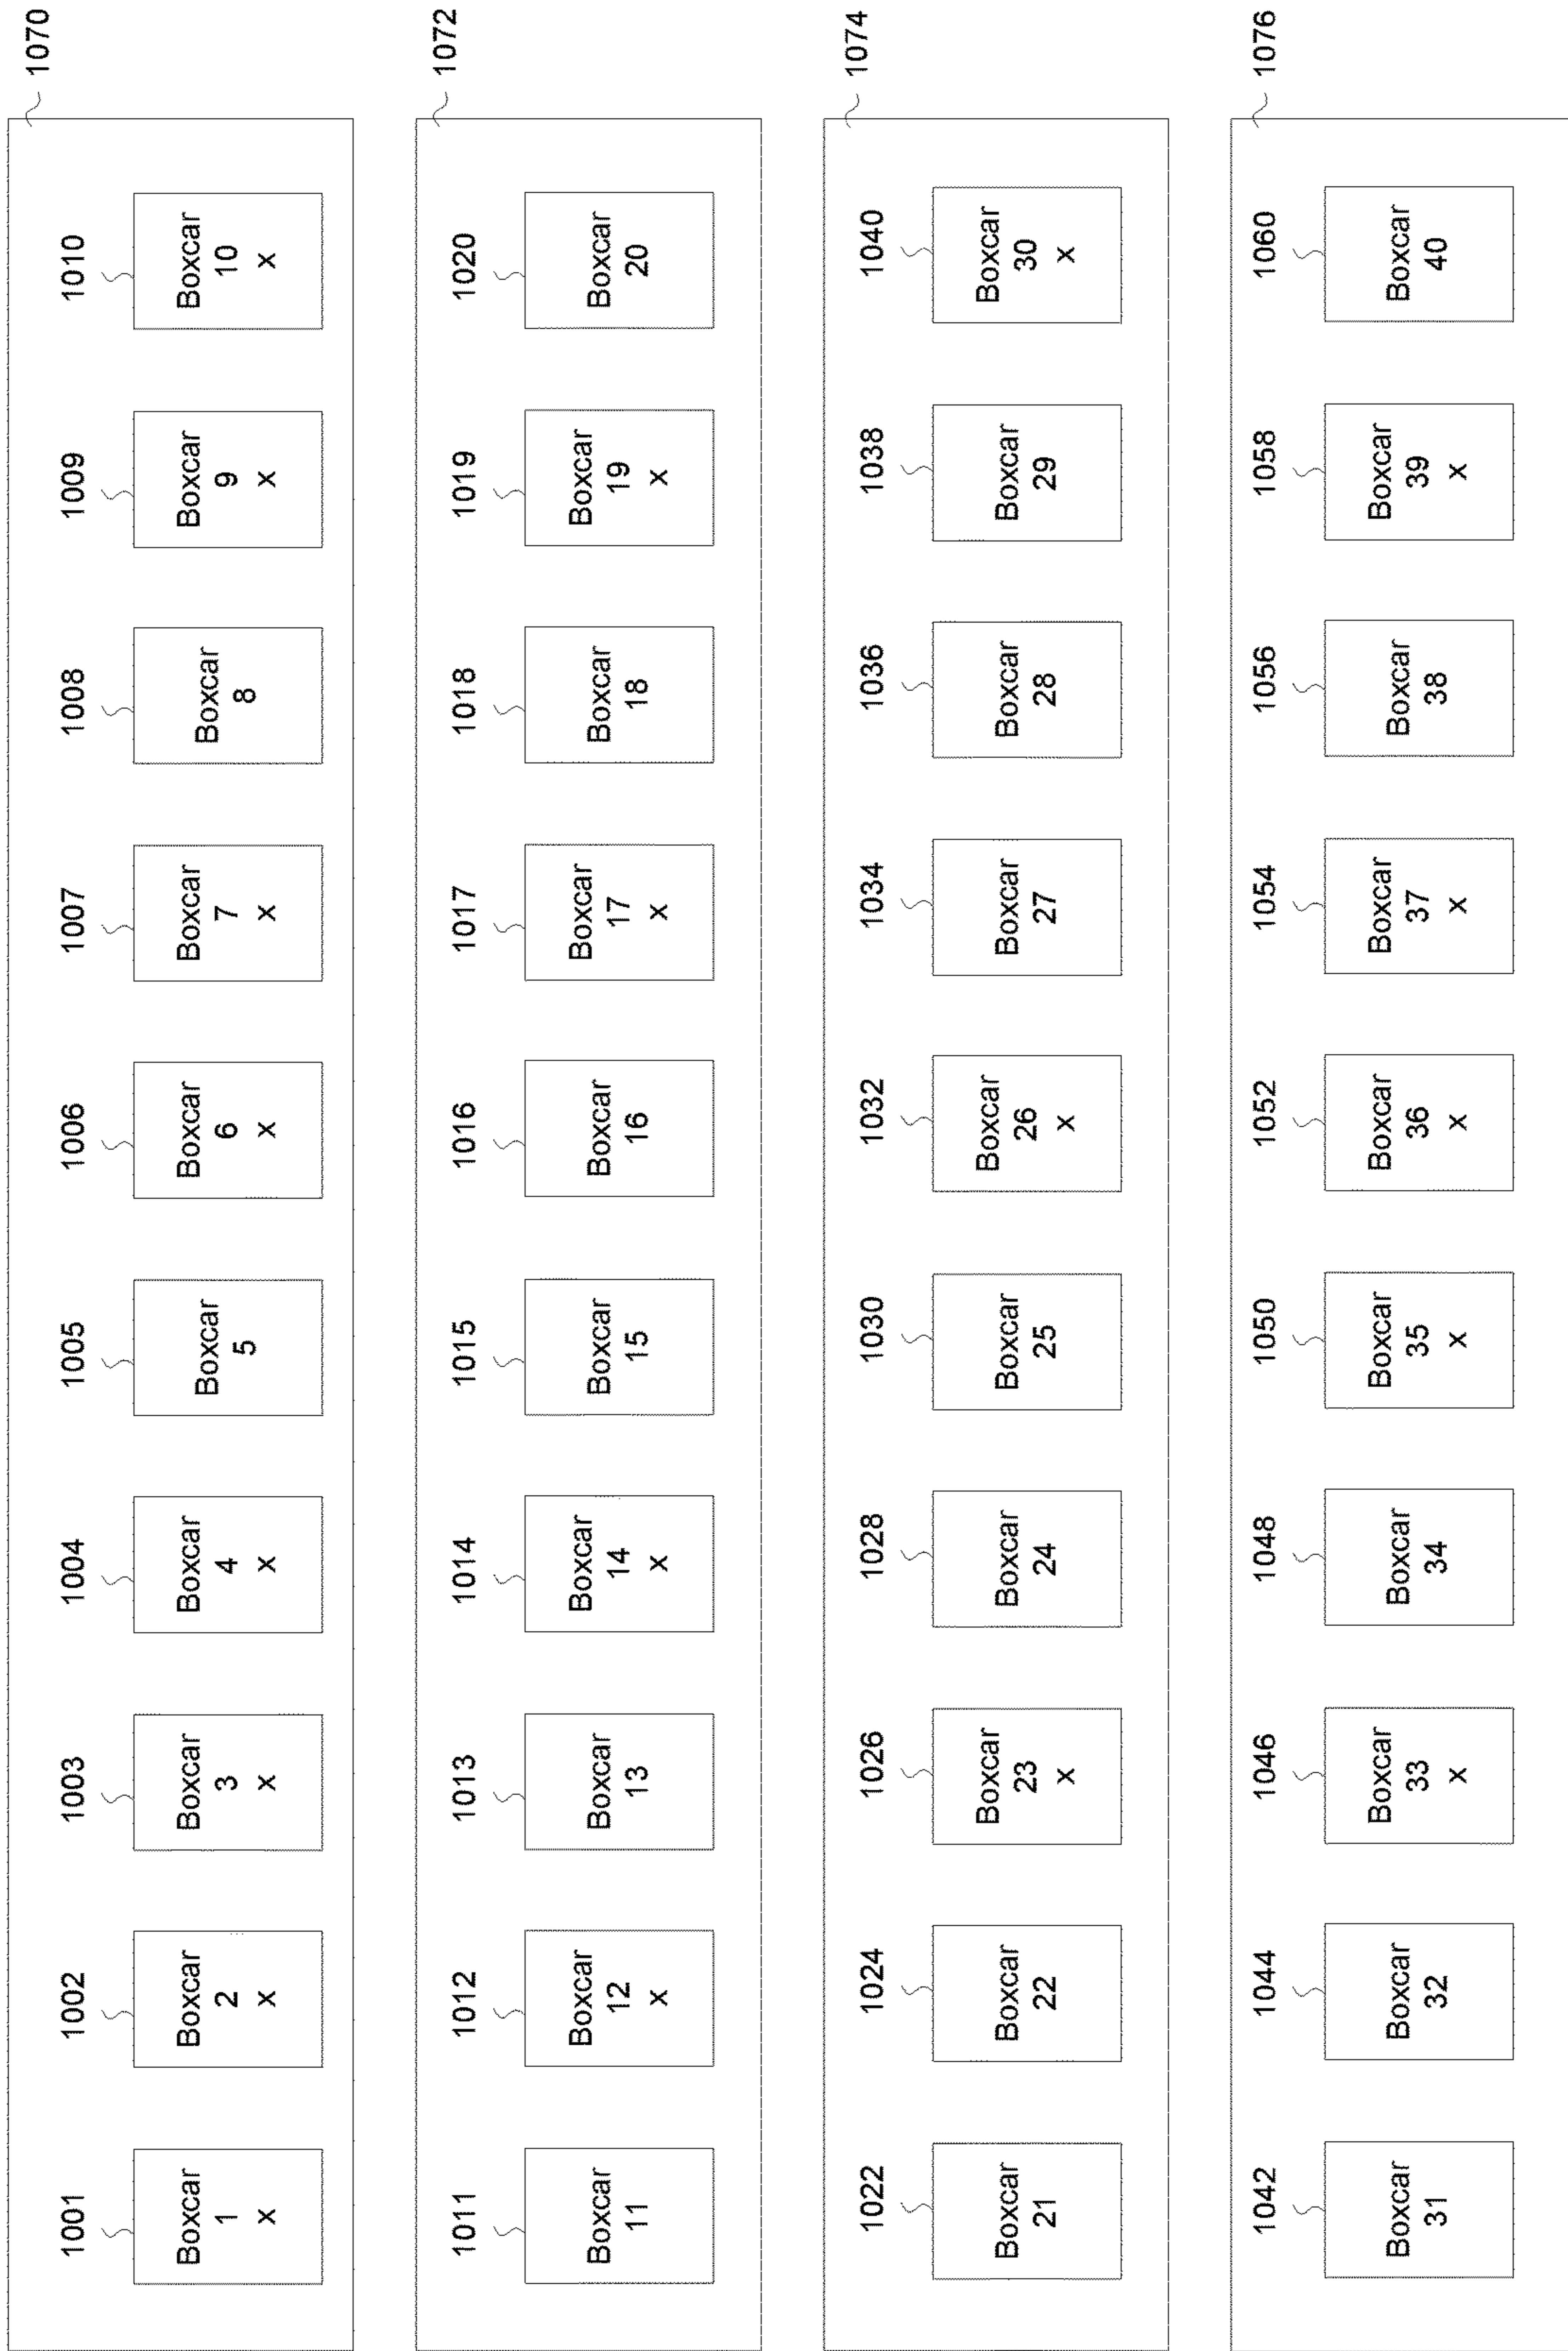 1070
1001
Boxcar
1
X
1002
Boxcar
2
X
1003
Boxcar
3
X
1004
Boxcar
4
X
1005
Boxcar
5
1006
Boxcar
6
X
1007
Boxcar
7
X
1008
Boxcar
8
1009
Boxcar
9
X
1010
Boxcar
10
X
1072
1011
Boxcar
11
1012
Boxcar
12
X
1013
Boxcar
13
1014
Boxcar
14
X
1015
Boxcar
15
1016
Boxcar
16
1017
Boxcar
17
X
1018
Boxcar
18
1019
Boxcar
19
X
1020
Boxcar
20
1074
1022
Boxcar
21
1024
Boxcar
22
1026
Boxcar
23
X
1028
Boxcar
24
1030
Boxcar
25
1032
Boxcar
26
X
1034
Boxcar
27
1036
Boxcar
28
1038
Boxcar
29
1040
Boxcar
30
X
1076
1042
Boxcar
31
1044
Boxcar
32
1046
Boxcar
33
X
1048
Boxcar
34
1050
Boxcar
35
X
1052
Boxcar
36
X
1054
Boxcar
37
X
1056
Boxcar
38
1058
Boxcar
39
X
1060
Boxcar
40